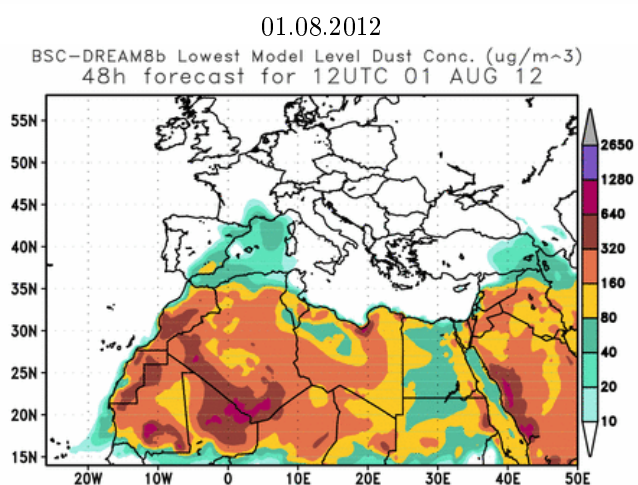 01.08.2012
BSC-DREAM8b Lowest Model Level Dust Conc. (ug/m^3)
48h forecast for 12UTC 01 AUG 12
55N
50N
45N
40N
35N
30N
25N
20N
15N
20W 10W 0 10E 20E 30E 40E 50E
2650
1280
640
320
160
80
40
20
10